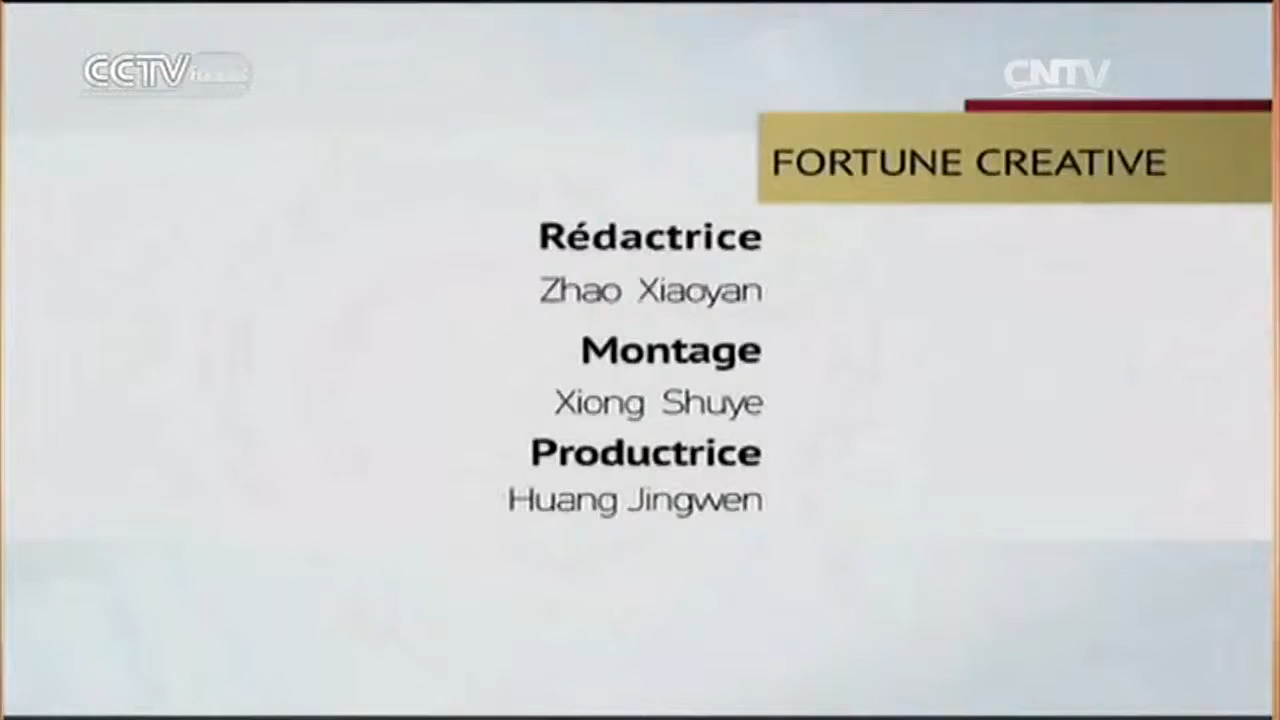 CCTV
CNTV
FORTUNE CREATIVE
Rédactrice
Zhao Xiaoyan
Montage
Xiong Shuye
Productrice
Huang Jingwen